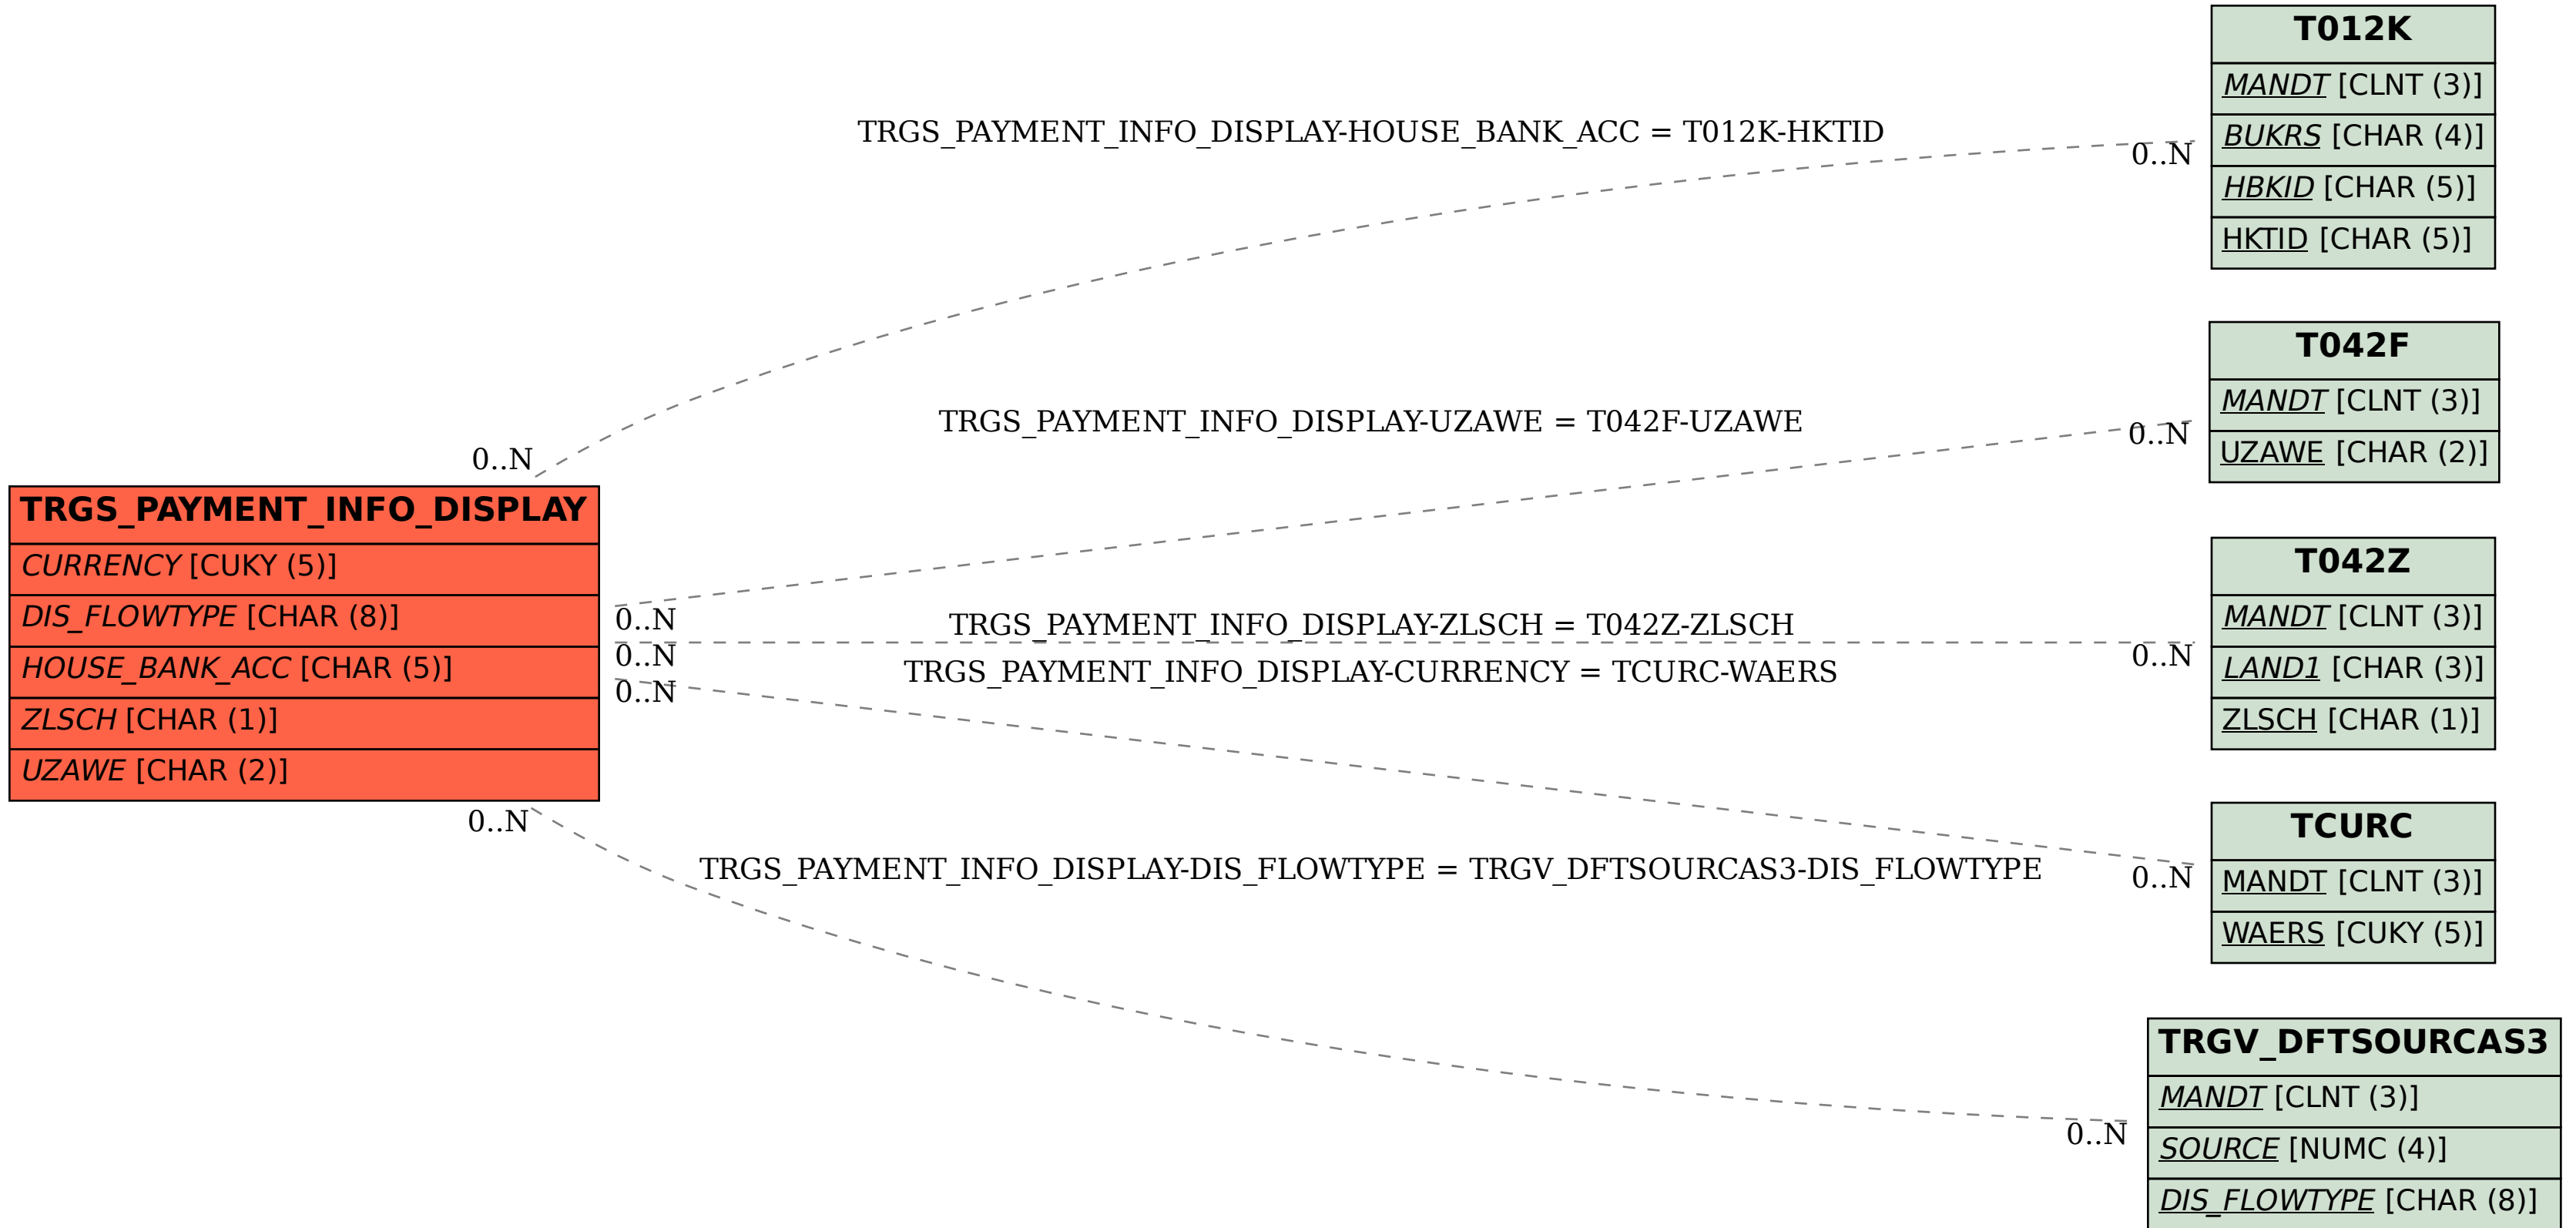 T012K
MANDT [CLNT (3)]
BUKRS [CHAR (4)]
HBKID [CHAR (5)]
HKTID [CHAR (5)]
TRGS_PAYMENT_INFO_DISPLAY-HOUSE_BANK_ACC = T012K-HKTID
0..N
0..N
T042F
MANDT [CLNT (3)]
UZAWE [CHAR (2)]
TRGS_PAYMENT_INFO_DISPLAY-UZAWE = T042F-UZAWE
0..N
0..N
TRGS_PAYMENT_INFO_DISPLAY
CURRENCY [CUKY (5)]
DIS_FLOWTYPE [CHAR (8)]
HOUSE_BANK_ACC [CHAR (5)]
ZLSCH [CHAR (1)]
UZAWE [CHAR (2)]
T042Z
MANDT [CLNT (3)]
LAND1 [CHAR (3)]
ZLSCH [CHAR (1)]
TRGS_PAYMENT_INFO_DISPLAY-ZLSCH = T042Z-ZLSCH
0..N
0..N
TRGS_PAYMENT_INFO_DISPLAY-CURRENCY = TCURC-WAERS
0..N
0..N
TCURC
MANDT [CLNT (3)]
WAERS [CUKY (5)]
0..N
TRGS_PAYMENT_INFO_DISPLAY-DIS_FLOWTYPE = TRGV_DFTSOURCAS3-DIS_FLOWTYPE
0..N
TRGV_DFTSOURCAS3
MANDT [CLNT (3)]
SOURCE [NUMC (4)]
DIS_FLOWTYPE [CHAR (8)]